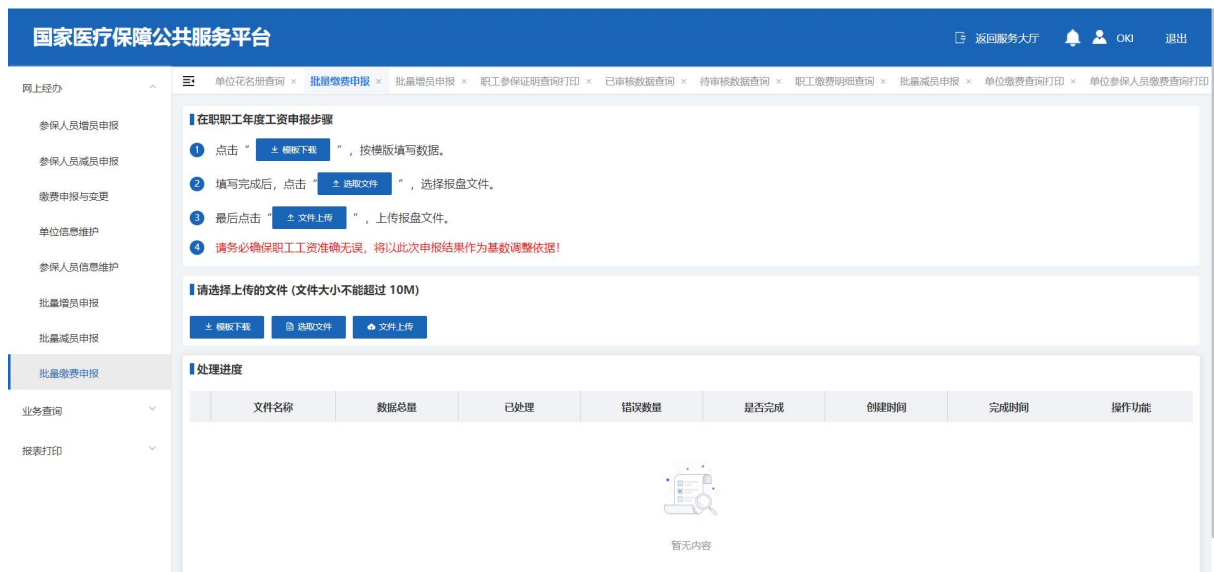 国家医疗保障公共服务平台
返回服务大厅 OKI 退出
网上经办
参保人员增员申报
参保人员减员申报
缴费申报与变更
单位信息维护
参保人员信息维护
批量增员申报
批量减员申报
批量缴费申报
业务查询
报表打印
单位花名册查询 × 批量缴费申报 × 批量增员申报 × 职工参保证明查询打印 × 已审核数据查询 × 待审核数据查询 × 职工缴费明细查询 × 批量减员申报 × 单位缴费查询打印 × 单位参保人员缴费查询打印
在职职工年度工资申报步骤
1 点击“ 模板下载 ”，按模版填写数据。
2 填写完成后，点击“ 选取文件 ”，选择报盘文件。
3 最后点击“ 文件上传 ”，上传报盘文件。
4 请务必确保职工工资准确无误，将以此次申报结果作为基数调整依据！
请选择上传的文件 (文件大小不能超过 10M)
模板下载 选取文件 文件上传
处理进度
文件名称 数据总量 已处理 错误数量 是否完成 创建时间 完成时间 操作功能
暂无内容